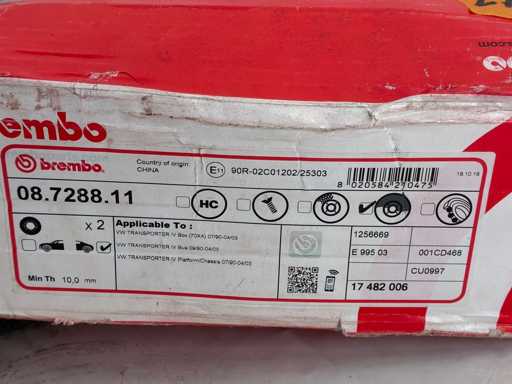 s.com
embo
brembo
Country of origin
CHINA
E11
90R-02C01202/25303
8 020584 210475
18.10.18
08.7288.11
HC
x 2
Applicable To :
VW TRANSPORTER IV Box (70XA) 07/90-04/03
VW TRANSPORTER IV Bus 09/90-04/03
VW TRANSPORTER IV Platform/Chassis 07/90-04/03
Min Th 10,0 mm
1256669
E 995 03 001CD468
CU0997
17 482 006